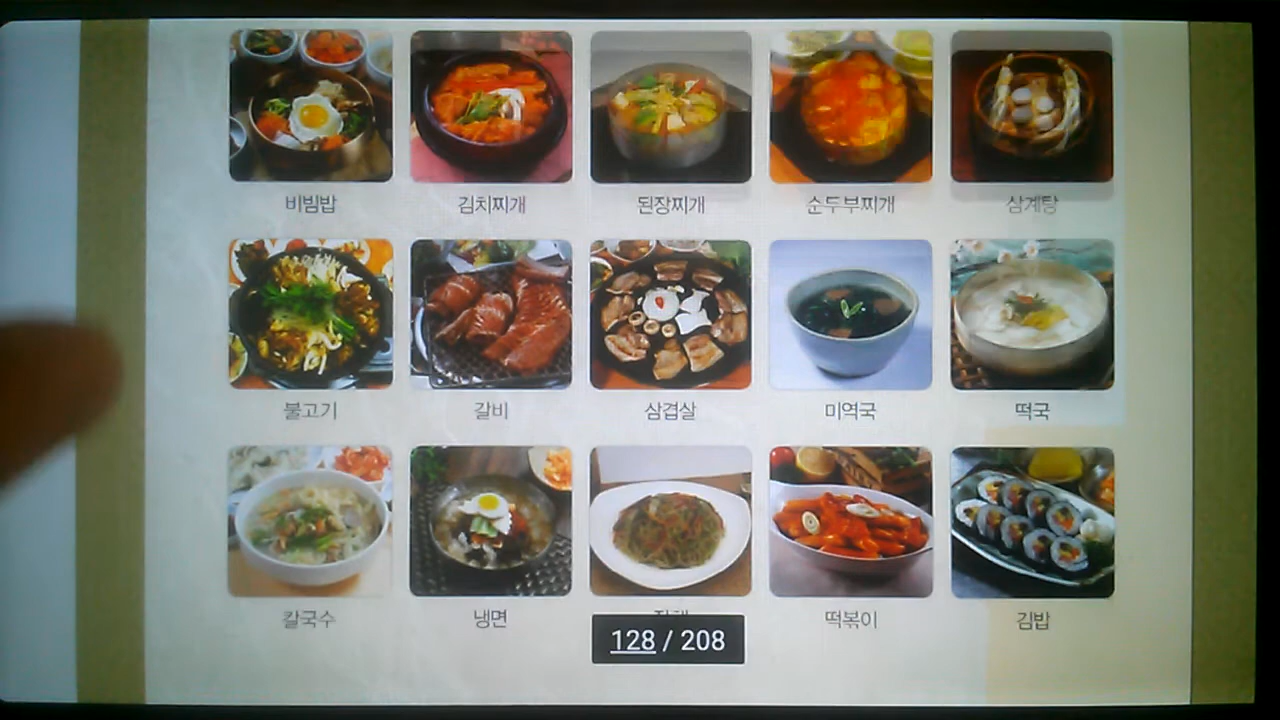 비빔밥 김치찌개 된장찌개 순두부찌개 삼계탕
불고기 갈비 삼겹살 미역국 떡국
칼국수 냉면 떡볶이 김밥
128 / 208